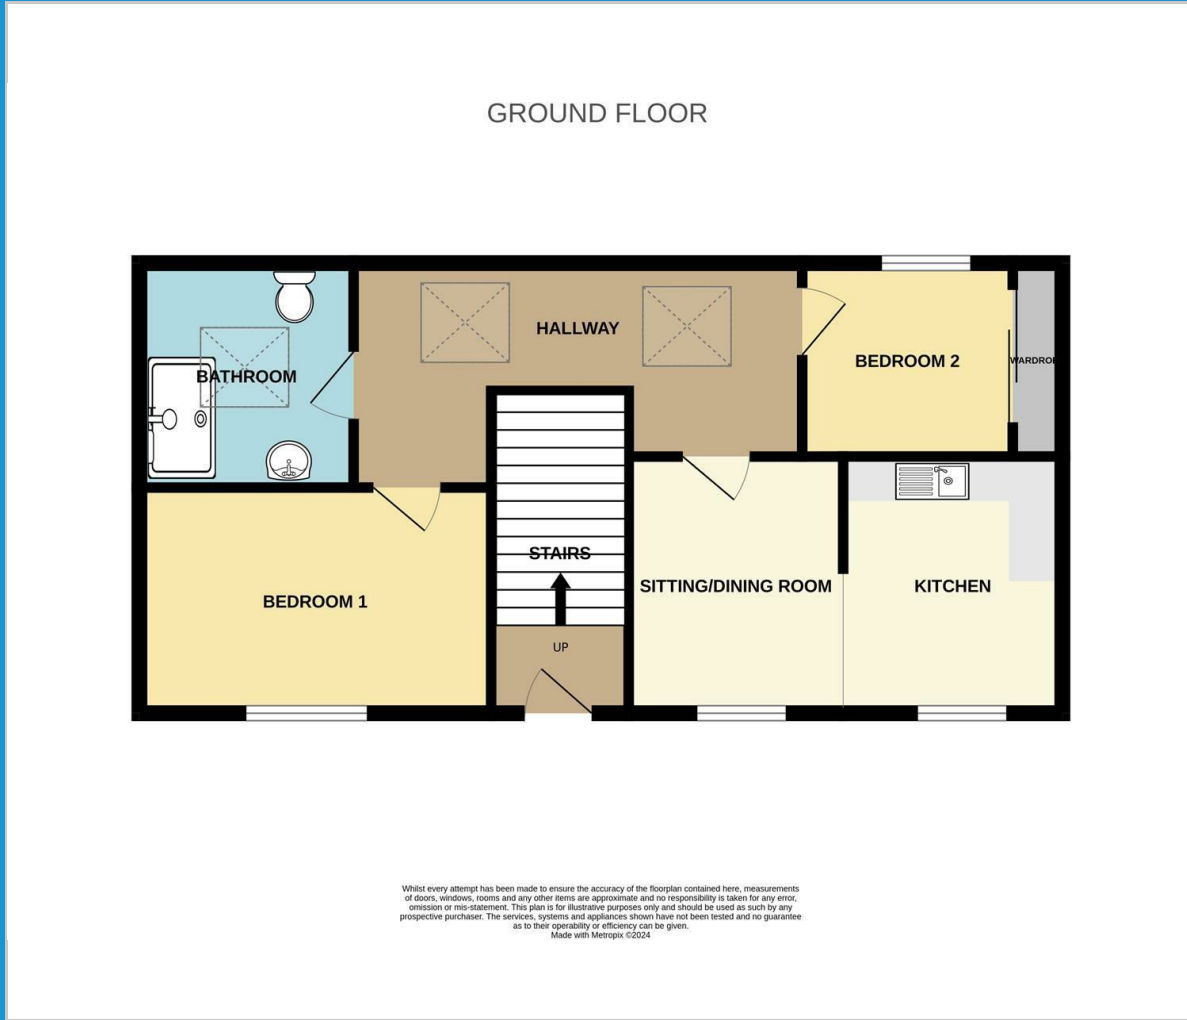 GROUND FLOOR
HALLWAY
BEDROOM 2
WARDROB
BATHROOM
STAIRS
SITTING/DINING ROOM
KITCHEN
BEDROOM 1
UP
Whilst every attempt has been made to ensure the accuracy of the floorplan contained here, measurements
of doors, windows, rooms and any other items are approximate and no responsibility is taken for any error,
omission or mis-statement. This plan is for illustrative purposes only and should be used as such by any
prospective purchaser. The services, systems and appliances shown have not been tested and no guarantee
as to their operability or efficiency can be given.
Made with Metropix ©2024